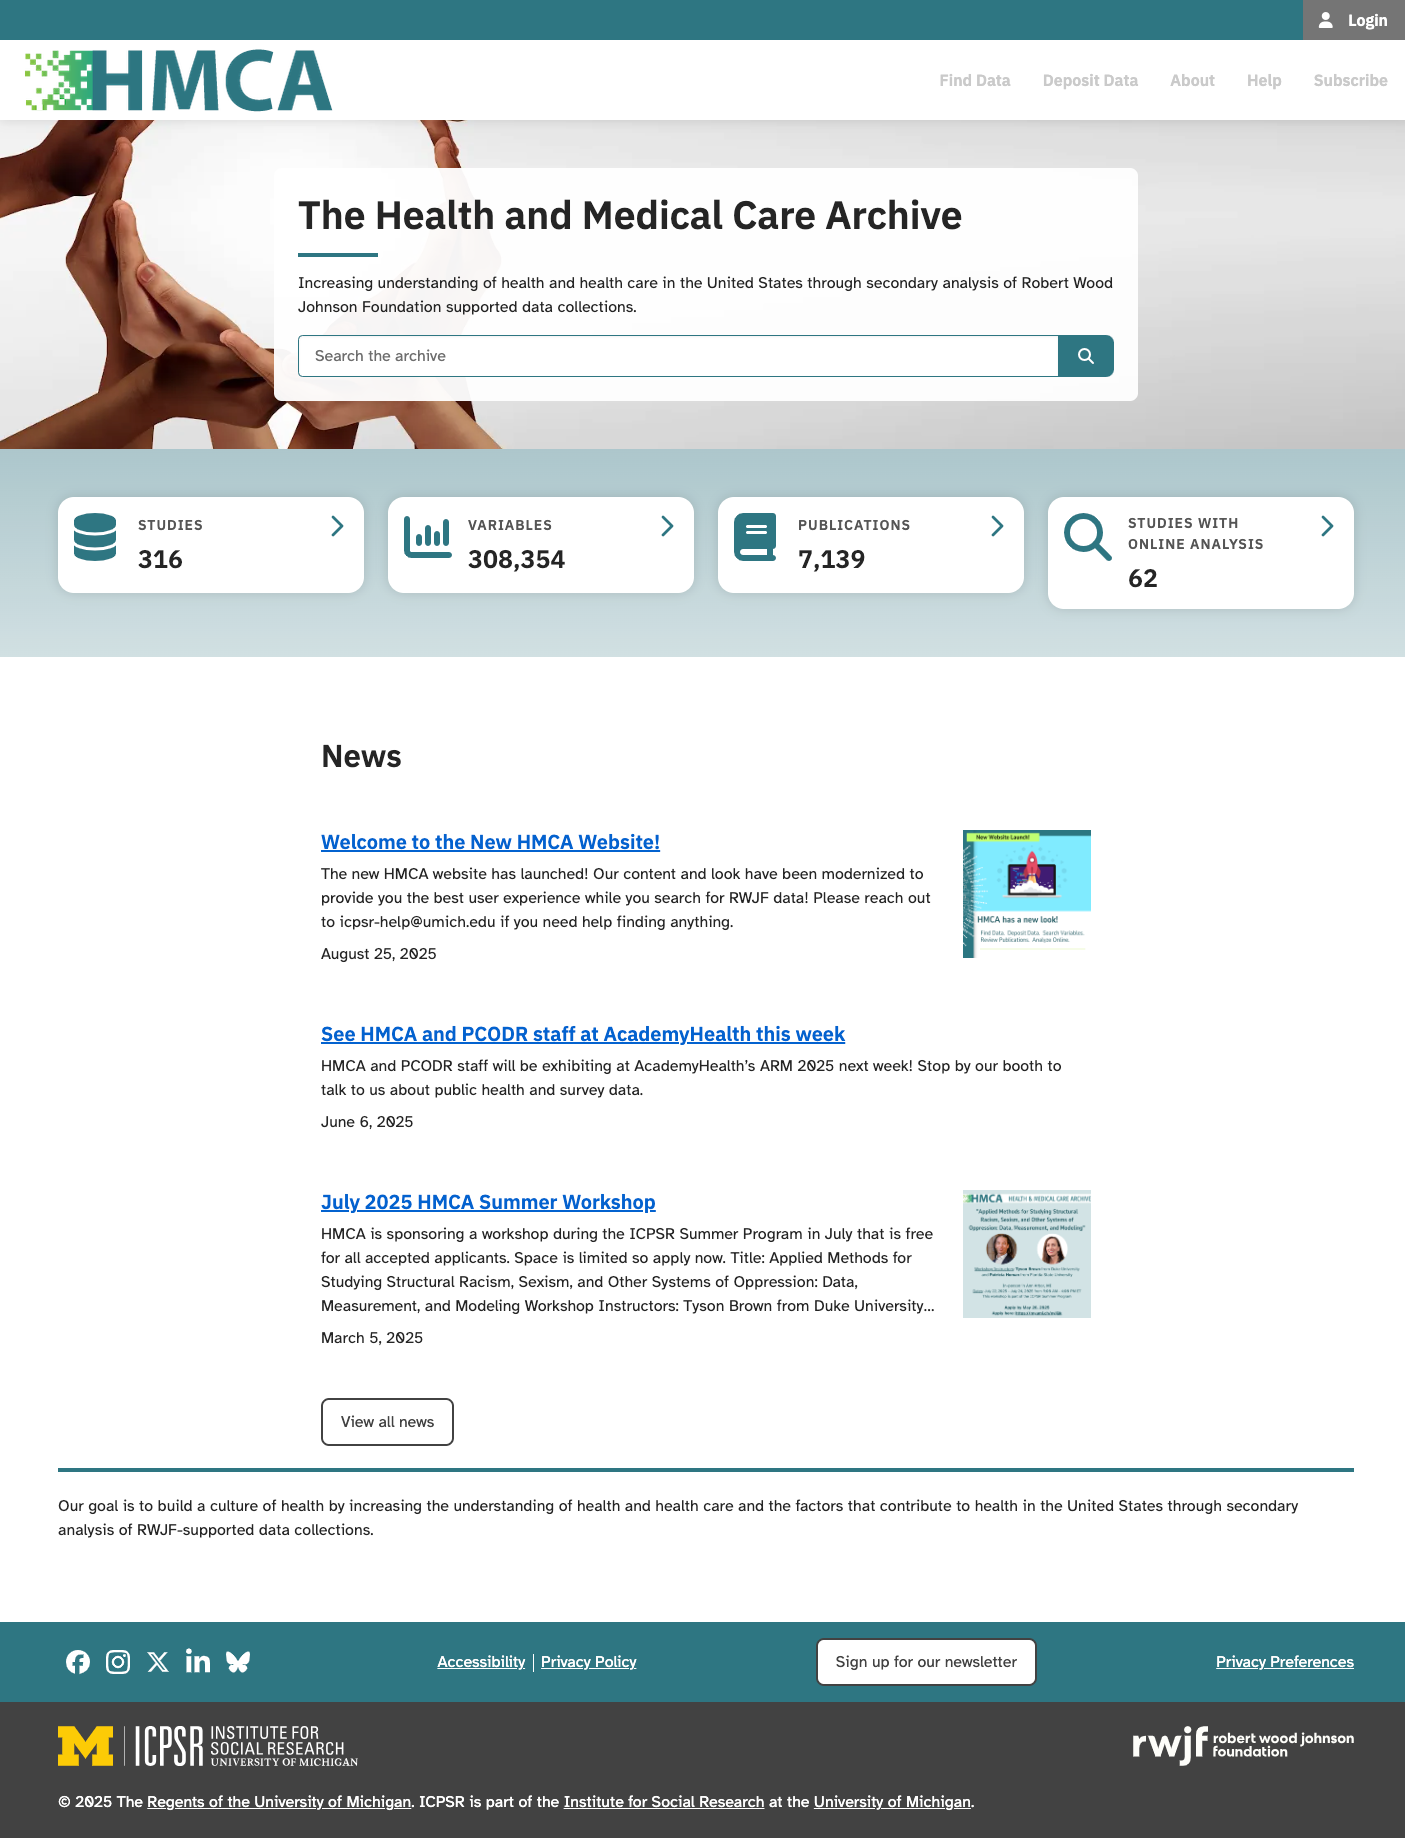 Login
HMCA
Find Data Deposit Data About Help Subscribe
The Health and Medical Care Archive
Increasing understanding of health and health care in the United States through secondary analysis of Robert Wood
Johnson Foundation supported data collections.
Search the archive
STUDIES
316
VARIABLES
308,354
PUBLICATIONS
7,139
STUDIES WITH
ONLINE ANALYSIS
62
News
Welcome to the New HMCA Website!
The new HMCA website has launched! Our content and look have been modernized to
provide you the best user experience while you search for RWJF data! Please reach out
to icpsr-help@umich.edu if you need help finding anything.
August 25, 2025
New Website Launch!
HMCA has a new look!
Find Data. Deposit Data. Search Variables.
Review Publications. Analyze Online.
See HMCA and PCODR staff at AcademyHealth this week
HMCA and PCODR staff will be exhibiting at AcademyHealth’s ARM 2025 next week! Stop by our booth to
talk to us about public health and survey data.
June 6, 2025
July 2025 HMCA Summer Workshop
HMCA is sponsoring a workshop during the ICPSR Summer Program in July that is free
for all accepted applicants. Space is limited so apply now. Title: Applied Methods for
Studying Structural Racism, Sexism, and Other Systems of Oppression: Data,
Measurement, and Modeling Workshop Instructors: Tyson Brown from Duke University...
March 5, 2025
HMCA HEALTH & MEDICAL CARE ARCHIVE
"Applied Methods for Studying Structural
Racism, Sexism, and Other Systems of
Oppression: Data, Measurement, and Modeling"
View all news
Our goal is to build a culture of health by increasing the understanding of health and health care and the factors that contribute to health in the United States through secondary
analysis of RWJF-supported data collections.
Accessibility Privacy Policy
Sign up for our newsletter
Privacy Preferences
M ICPSR INSTITUTE FOR
SOCIAL RESEARCH
UNIVERSITY OF MICHIGAN
rwjf robert wood johnson
foundation
© 2025 The Regents of the University of Michigan. ICPSR is part of the Institute for Social Research at the University of Michigan.